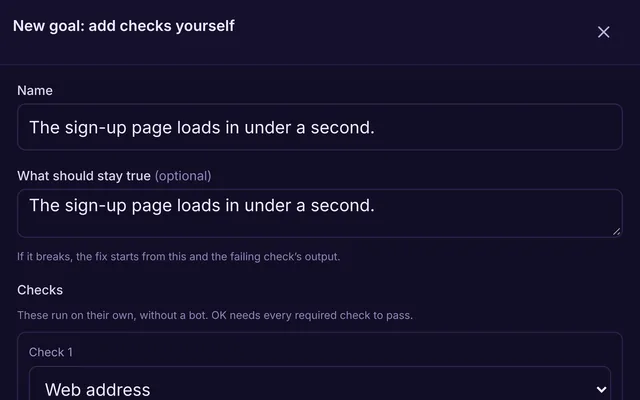 New goal: add checks yourself
Name
The sign-up page loads in under a second.
What should stay true (optional)
The sign-up page loads in under a second.
If it breaks, the fix starts from this and the failing check’s output.
Checks
These run on their own, without a bot. OK needs every required check to pass.
Check 1
Web address